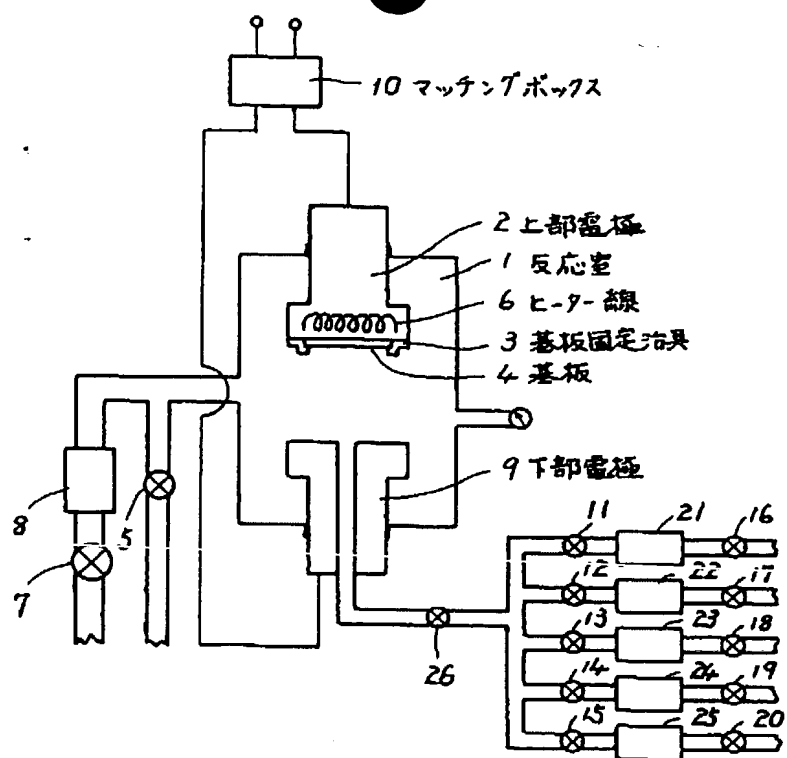 10 マッチングボックス
2 上部電極
1 反応室
6 ヒーター線
3 基板固定治具
4 基板
9 下部電極
8
5
7
11 21 16
12 22 17
13 23 18
26
14 24 19
15 25 20